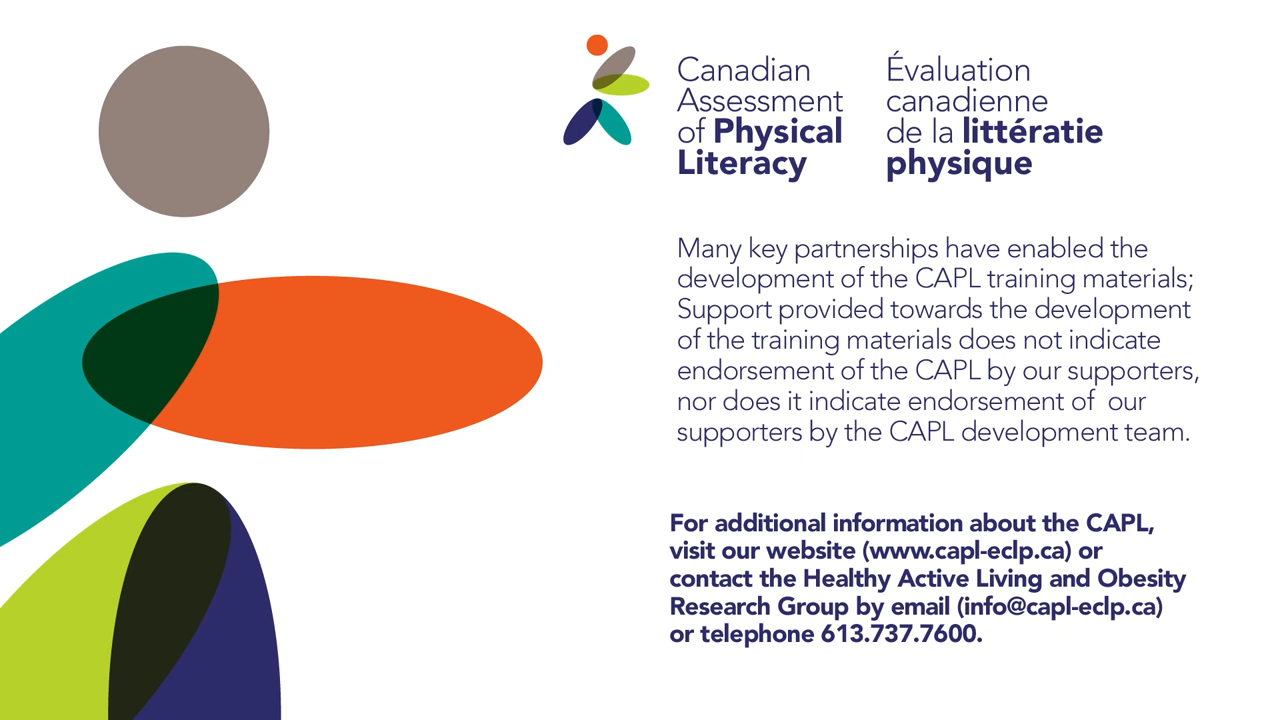 Canadian
Assessment
of Physical
Literacy
Évaluation
canadienne
de la littératie
physique
Many key partnerships have enabled the
development of the CAPL training materials;
Support provided towards the development
of the training materials does not indicate
endorsement of the CAPL by our supporters,
nor does it indicate endorsement of  our
supporters by the CAPL development team.
For additional information about the CAPL,
visit our website (www.capl-eclp.ca) or
contact the Healthy Active Living and Obesity
Research Group by email (info@capl-eclp.ca)
or telephone 613.737.7600.